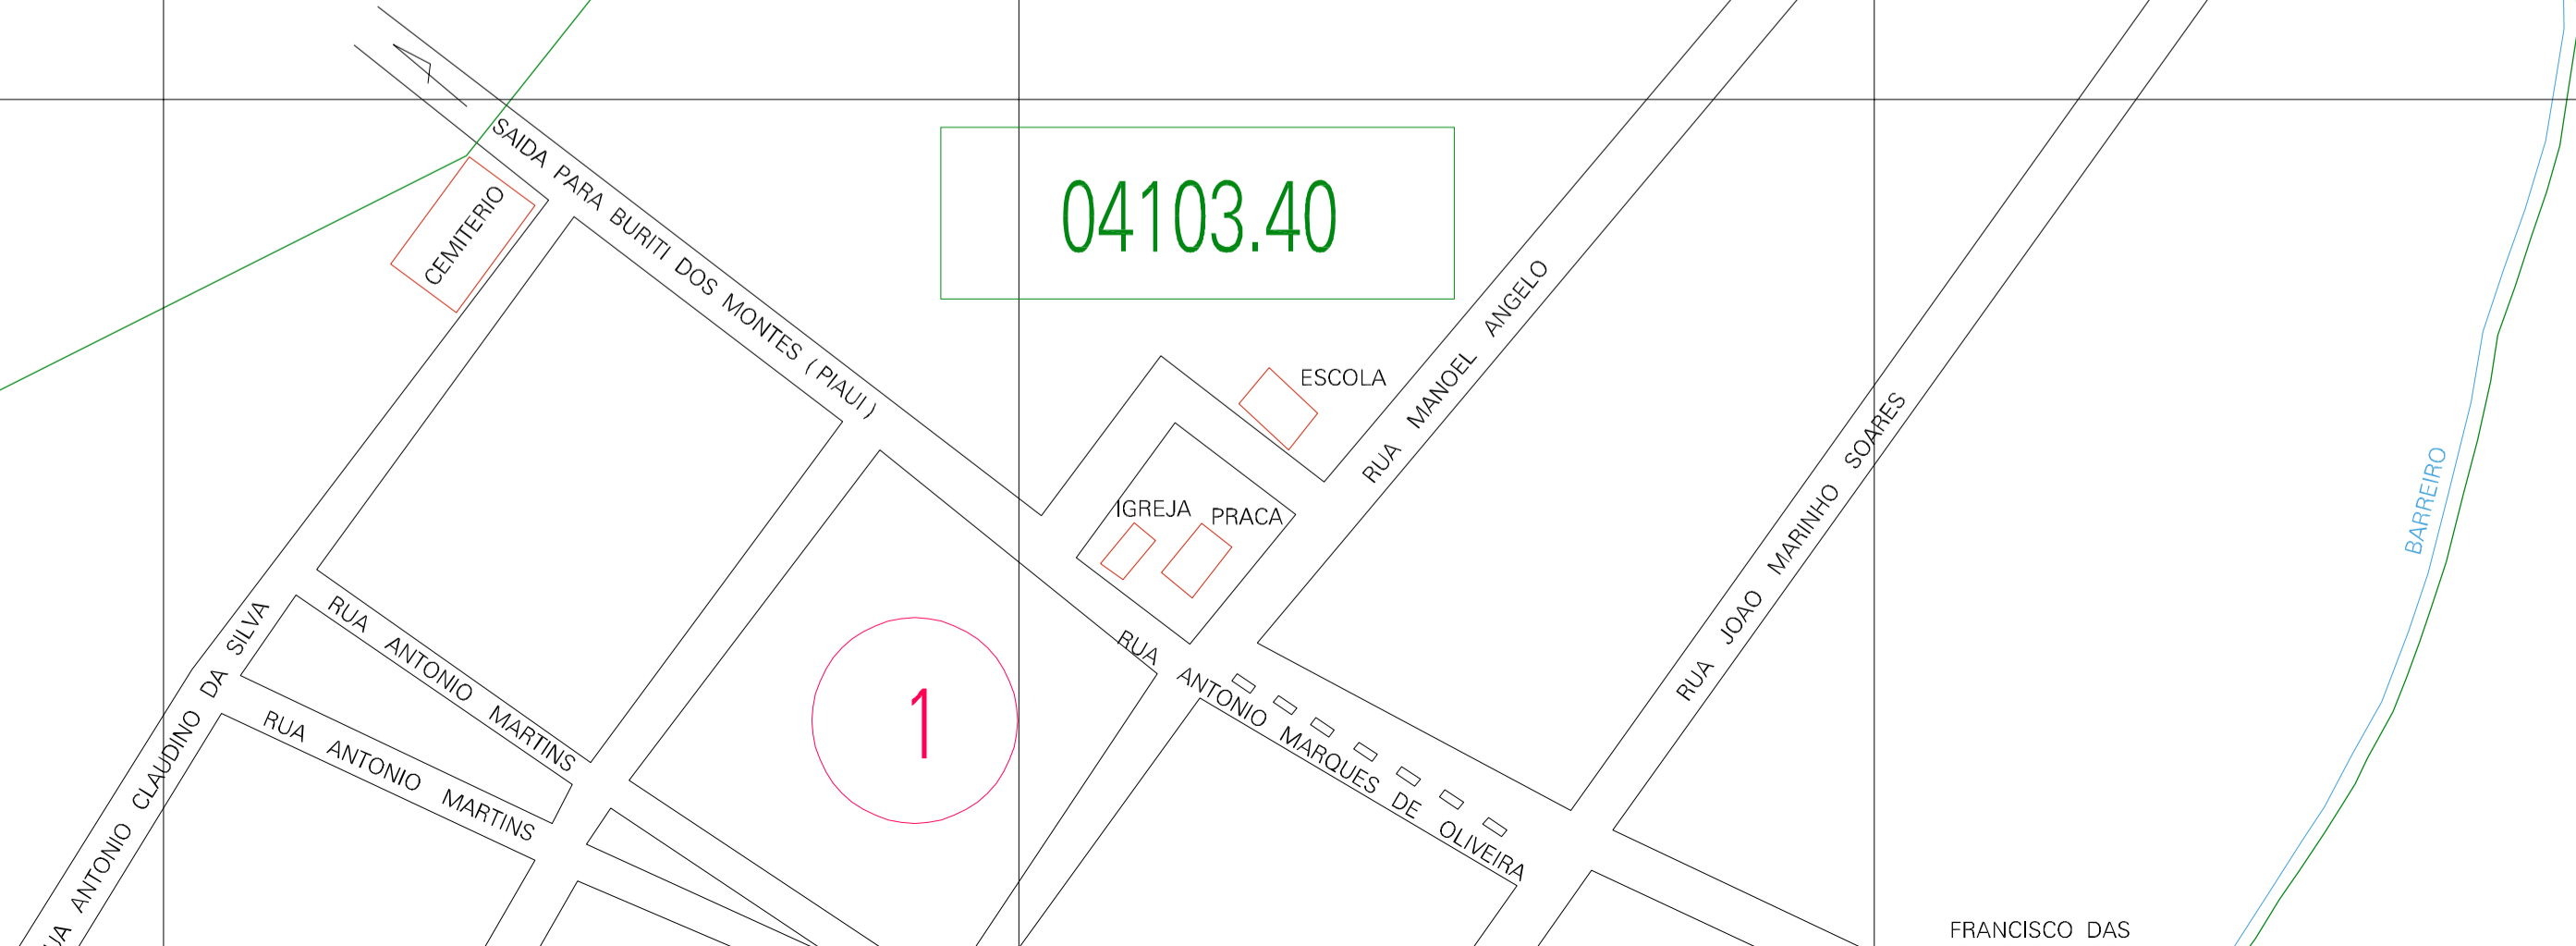 SAIDA PARA BURITI DOS MONTES ( PIAUI )
CEMITERIO
04103.40
RUA MANOEL ANGELO
ESCOLA
IGREJA
PRACA
RUA JOAO MARINHO SOARES
BARREIRO
RUA ANTONIO CLAUDINO DA SILVA
RUA ANTONIO MARTINS
RUA ANTONIO MARTINS
1
RUA ANTONIO MARQUES DE OLIVEIRA
FRANCISCO DAS